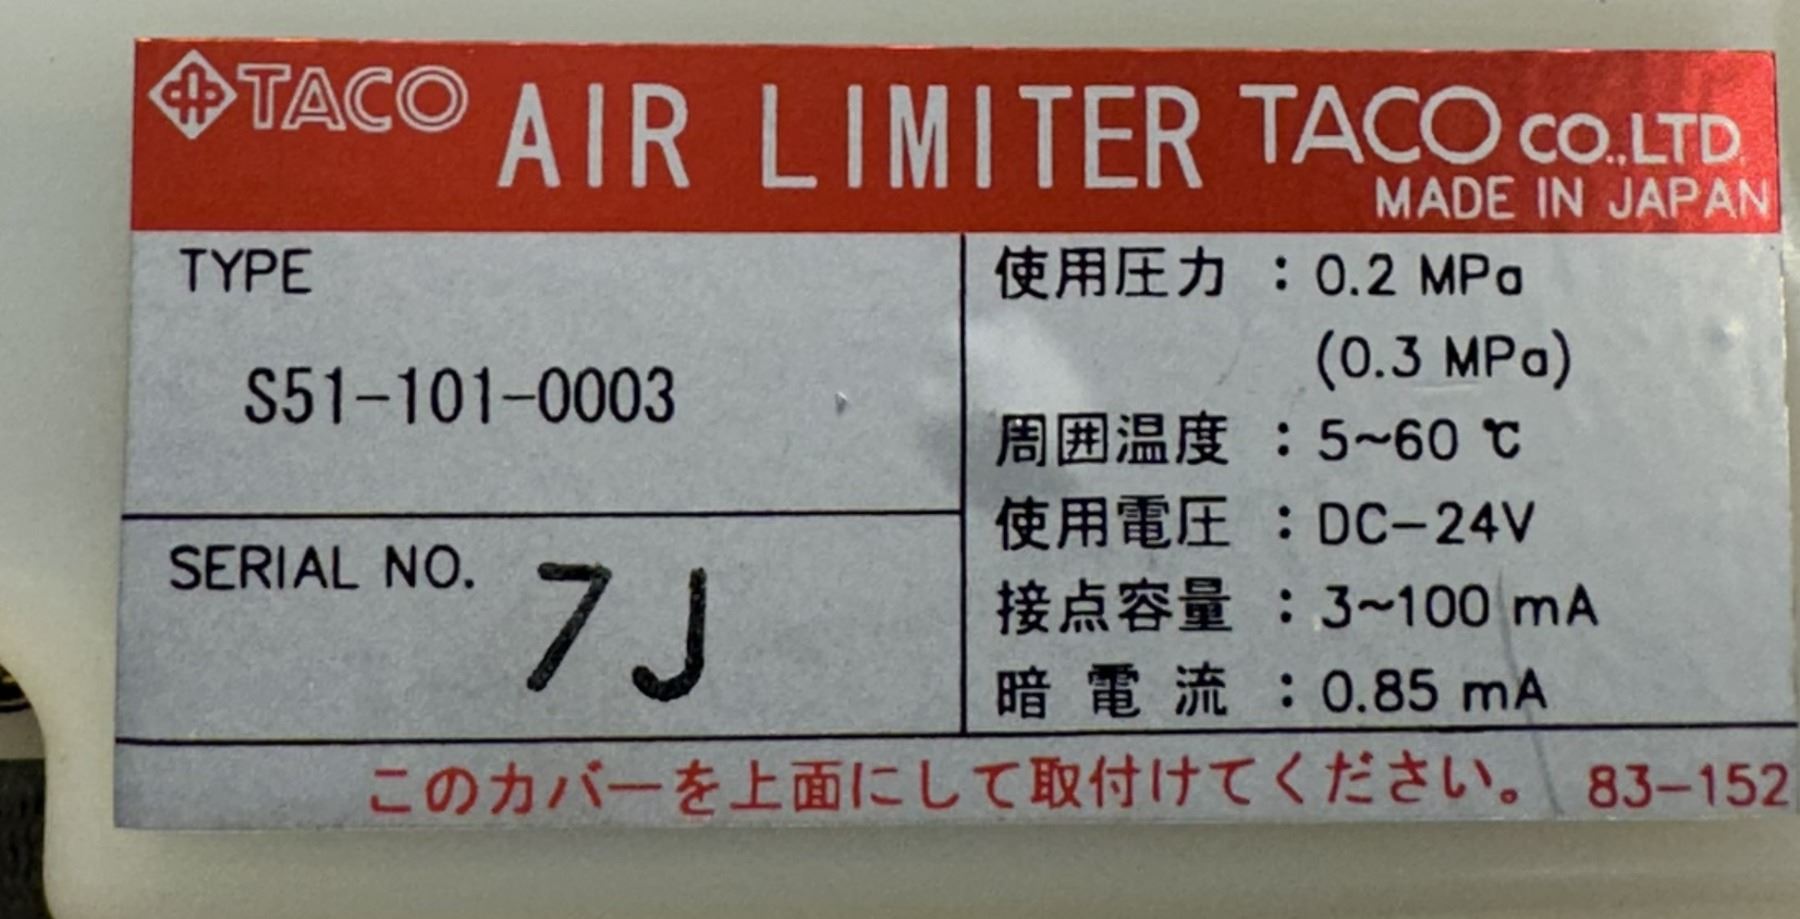 TACO AIR LIMITER TACO CO.,LTD.
MADE IN JAPAN
TYPE
S51-101-0003
SERIAL NO. 7J
使用圧力 : 0.2 MPa
(0.3 MPa)
周囲温度 : 5~60 ℃
使用電圧 : DC-24V
接点容量 : 3~100 mA
暗電流 : 0.85 mA
このカバーを上面にして取付けてください。 83-152